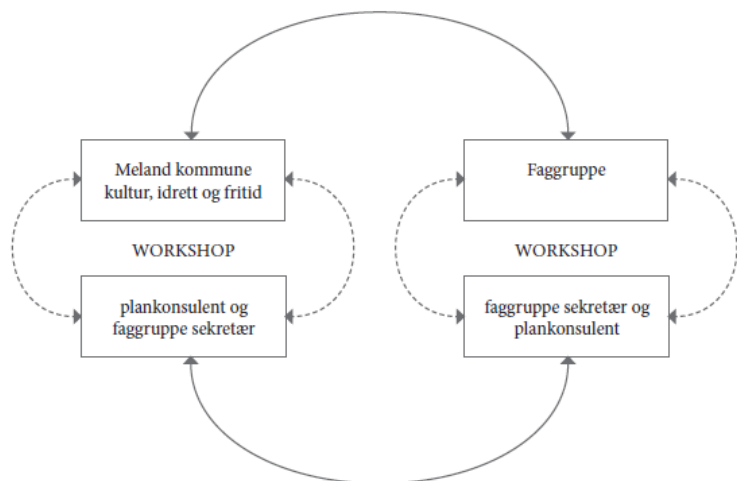 Meland kommune
kultur, idrett og fritid
Faggruppe
WORKSHOP
WORKSHOP
plankonsulent og
faggruppe sekretær
faggruppe sekretær og
plankonsulent